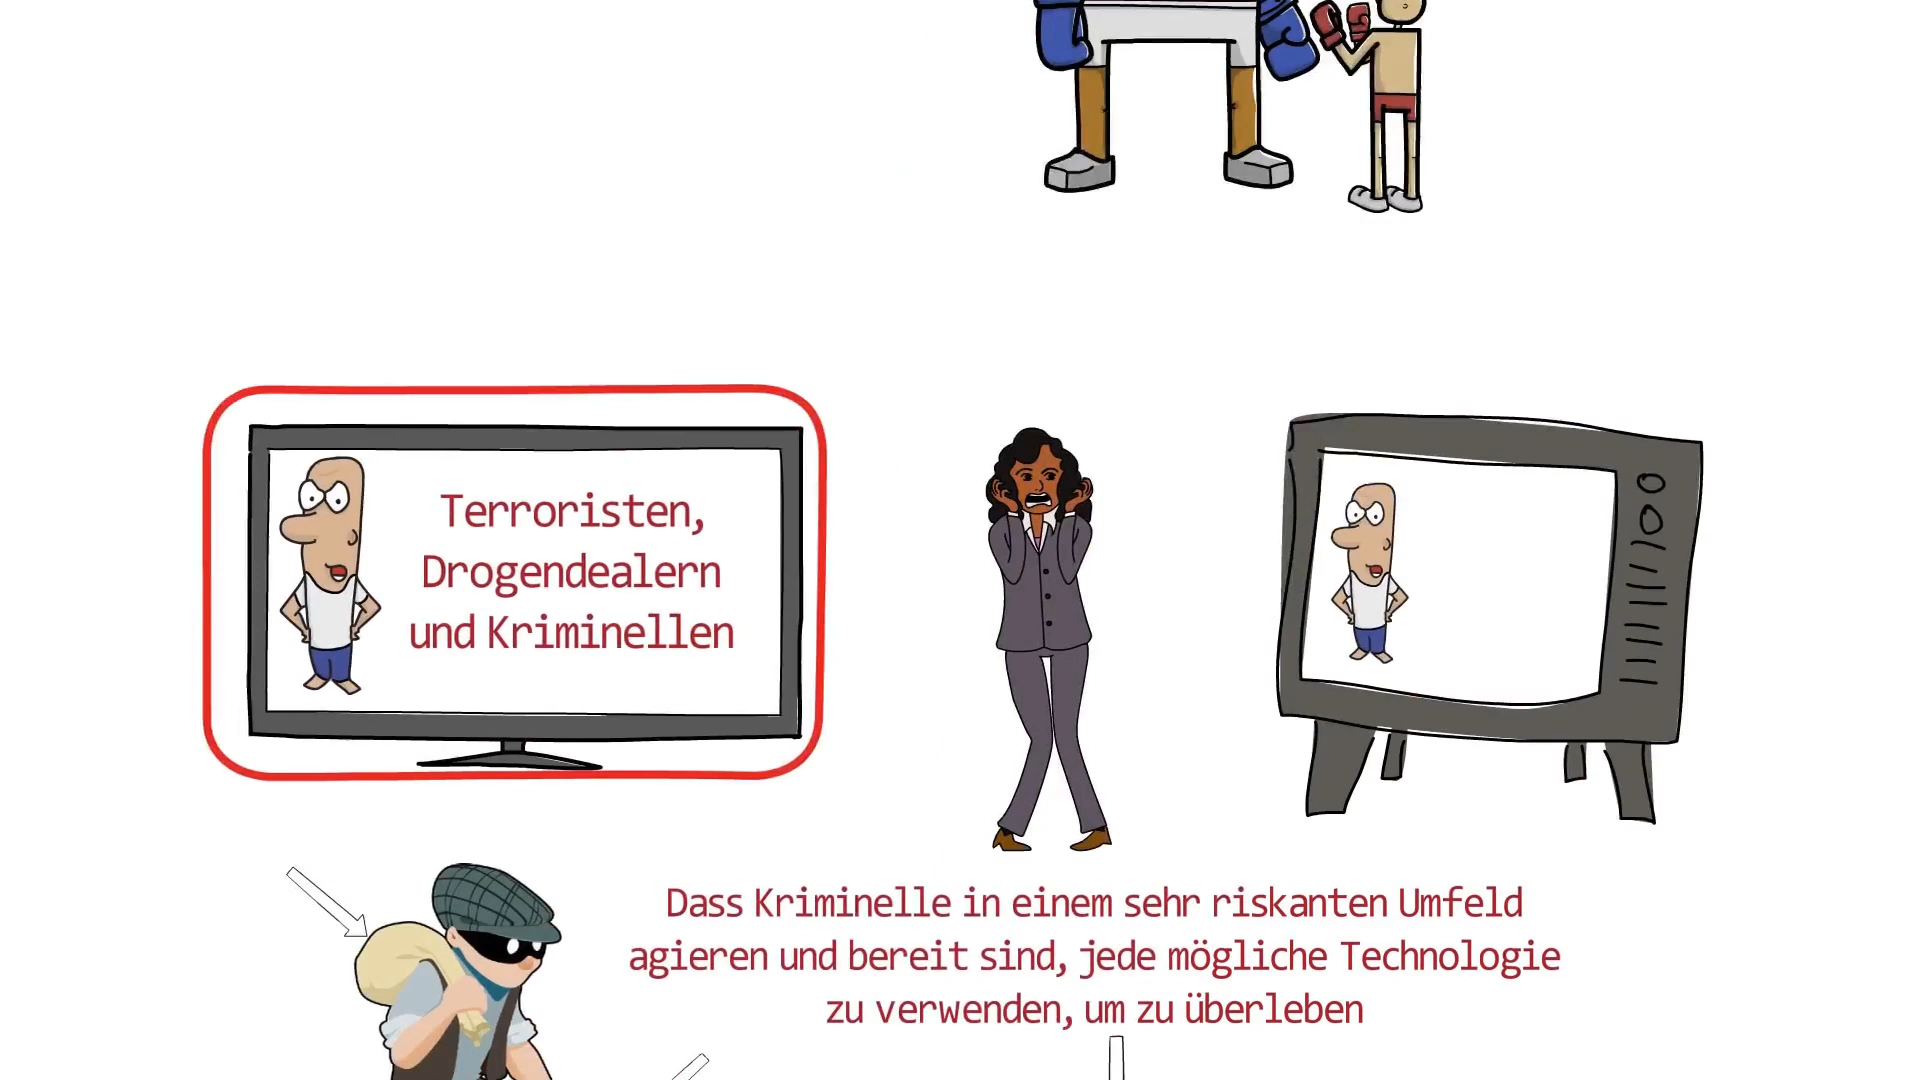 Terroristen,
Drogendealern
und Kriminellen
Dass Kriminelle in einem sehr riskanten Umfeld
agieren und bereit sind, jede mögliche Technologie
zu verwenden, um zu überleben